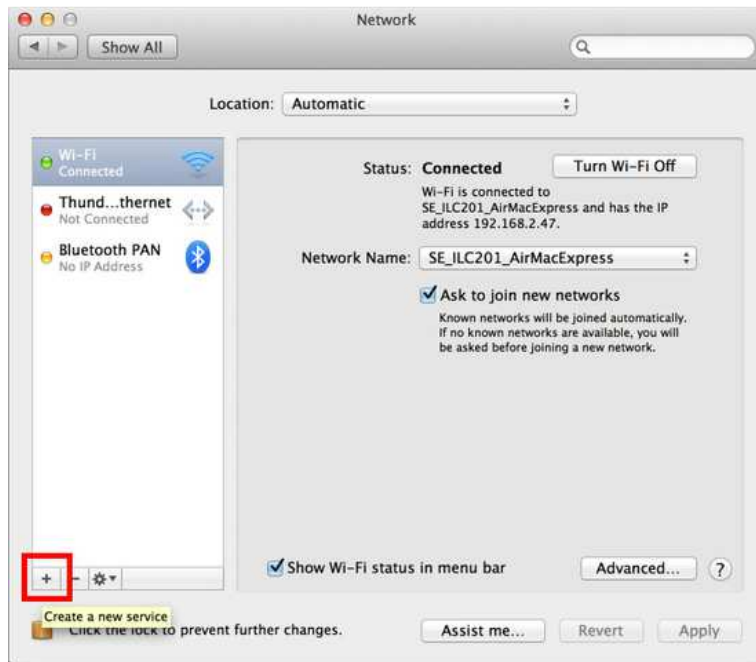 Network
Show All
Location: Automatic
Wi-Fi
Connected
Thund...thernet
Not Connected
Bluetooth PAN
No IP Address
Status: Connected
Turn Wi-Fi Off
Wi-Fi is connected to
SE_ILC201_AirMacExpress and has the IP
address 192.168.2.47.
Network Name: SE_ILC201_AirMacExpress
Ask to join new networks
Known networks will be joined automatically.
If no known networks are available, you will
be asked before joining a new network.
+ - 
Show Wi-Fi status in menu bar
Advanced... ?
Create a new service
Click the lock to prevent further changes.
Assist me... Revert Apply